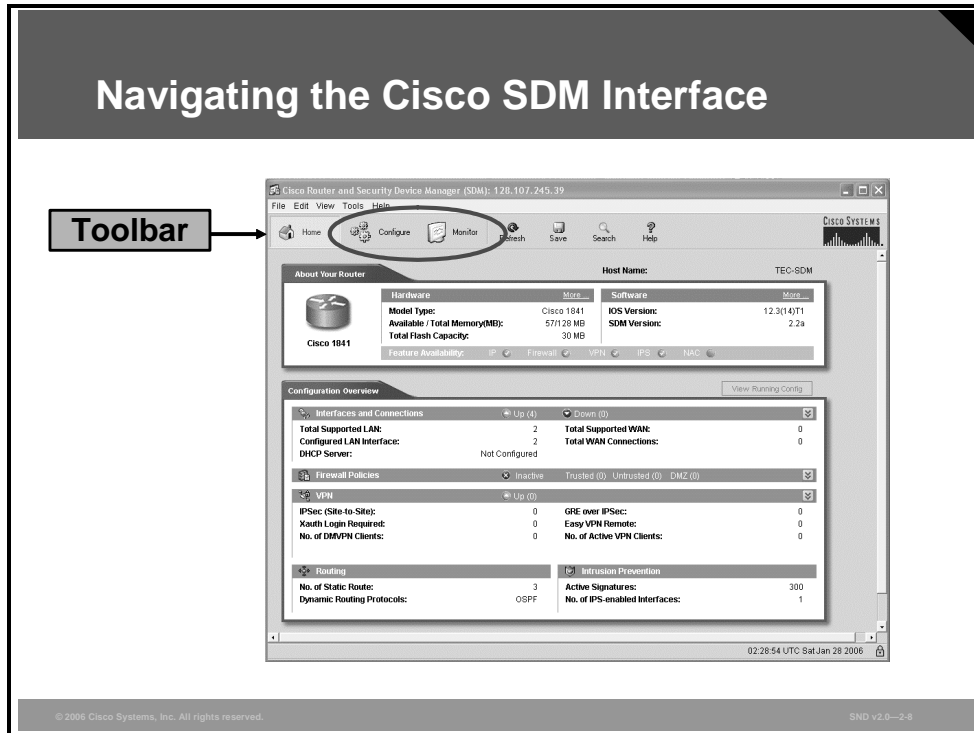 Navigating the Cisco SDM Interface
Toolbar
Cisco Router and Security Device Manager (SDM): 128.107.245.39
File Edit View Tools Help
Home Configure Monitor Refresh Save Search Help
CISCO SYSTEMS
About Your Router
Host Name: TEC-SDM
Hardware More ... Software More ...
Model Type: Cisco 1841 IOS Version: 12.3(14)T1
Available / Total Memory(MB): 57/128 MB SDM Version: 2.2a
Total Flash Capacity: 30 MB
Cisco 1841
Feature Availability: IP Firewall VPN IPS NAC
Configuration Overview
View Running Config
Interfaces and Connections Up (4) Down (0)
Total Supported LAN: 2 Total Supported WAN: 0
Configured LAN Interface: 2 Total WAN Connections: 0
DHCP Server: Not Configured
Firewall Policies Inactive Trusted (0) Untrusted (0) DMZ (0)
VPN Up (0)
IPSec (Site-to-Site): 0 GRE over IPSec: 0
Xauth Login Required: 0 Easy VPN Remote: 0
No. of DMVPN Clients: 0 No. of Active VPN Clients: 0
Routing Intrusion Prevention
No. of Static Route: 3 Active Signatures: 300
Dynamic Routing Protocols: OSPF No. of IPS-enabled Interfaces: 1
02:28:54 UTC Sat Jan 28 2006
© 2006 Cisco Systems, Inc. All rights reserved. SND v2.0—2-8